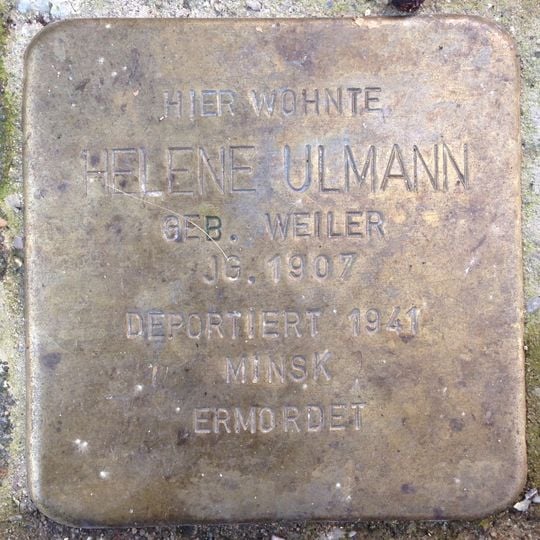 HIER WOHNTE
HELENE ULMANN
GEB. WEILER
JG. 1907
DEPORTIERT 1941
MINSK
ERMORDET